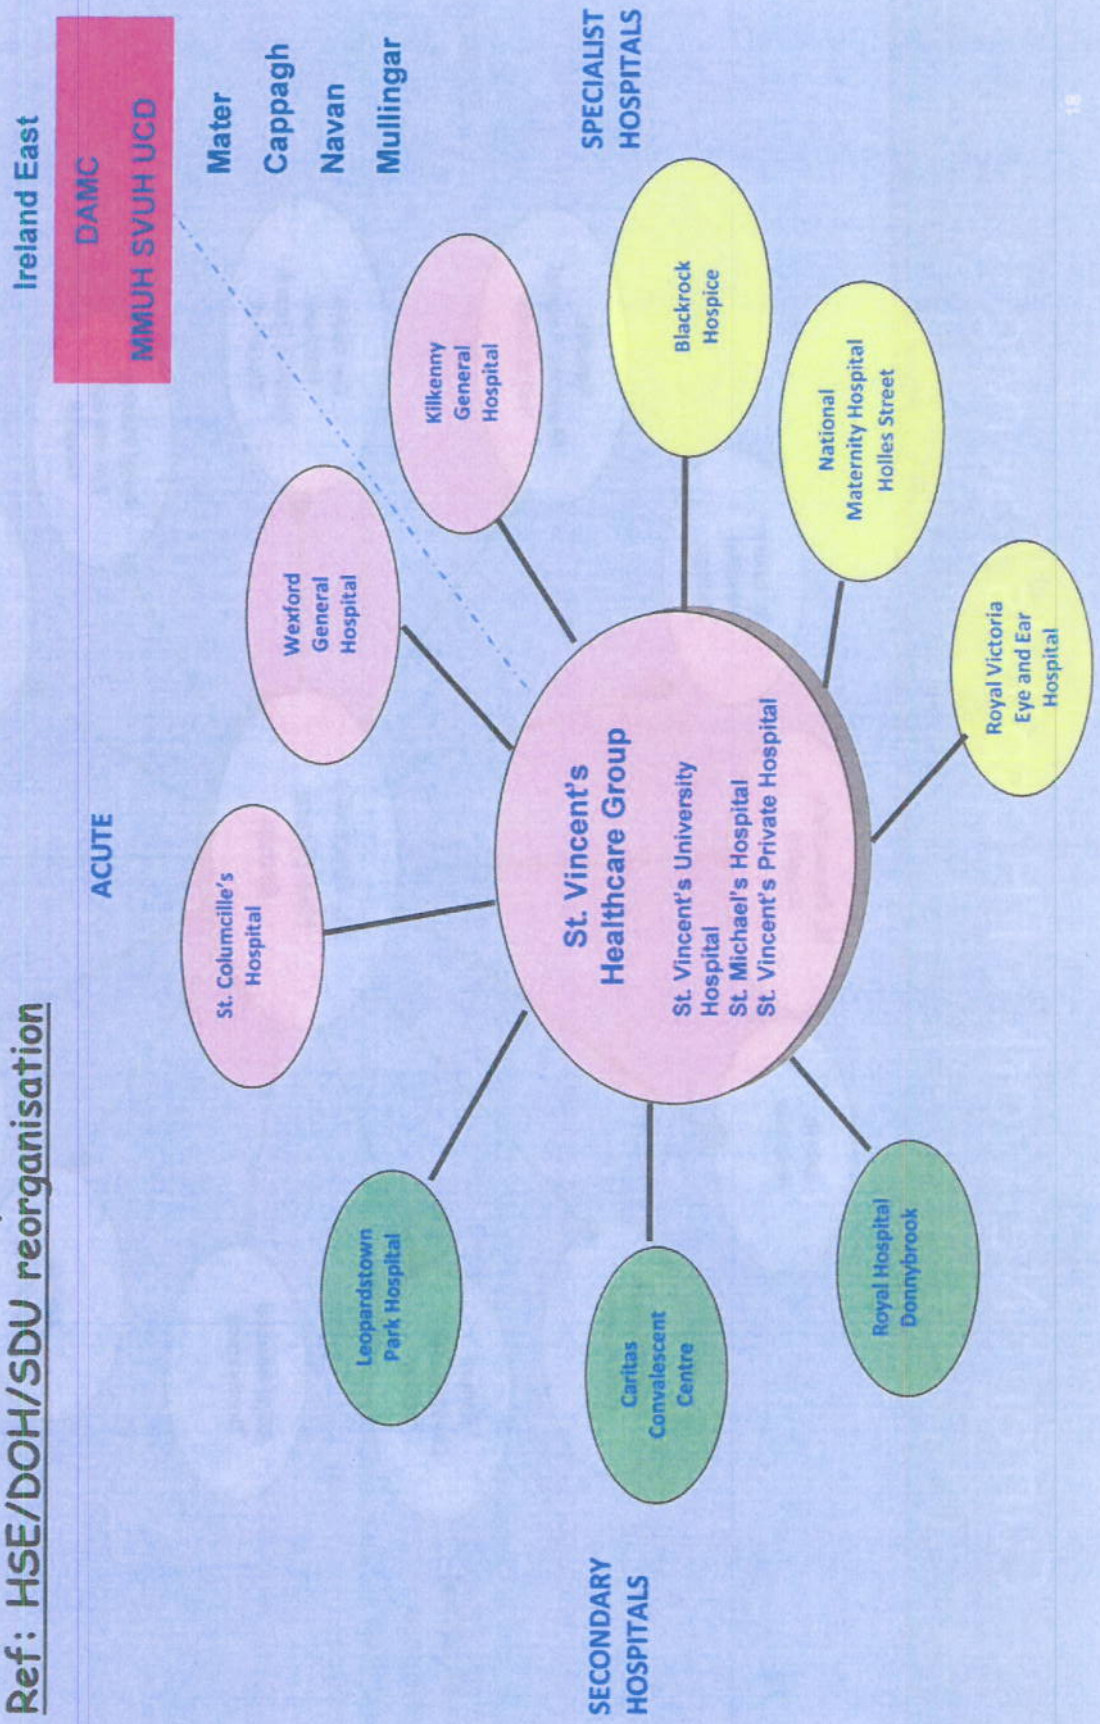 Ref: HSE/DOH/SDU reorganisation
Ireland East
DAMC
MMUH SVUH UCD
ACUTE
Mater
Cappagh
Navan
Mullingar
St. Columcille's
Hospital
Wexford
General
Hospital
Kilkenny
General
Hospital
Leopardstown
Park Hospital
St. Vincent's
Healthcare Group
St. Vincent's University
Hospital
St. Michael's Hospital
St. Vincent's Private Hospital
SECONDARY
HOSPITALS
Caritas
Convalescent
Centre
Royal Hospital
Donnybrook
SPECIALIST
HOSPITALS
Blackrock
Hospice
National
Maternity Hospital
Holles Street
Royal Victoria
Eye and Ear
Hospital
18